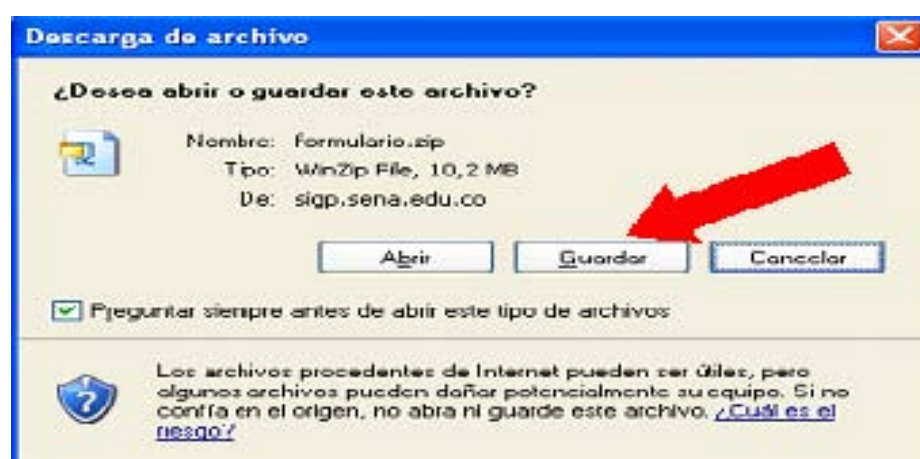 Descarga de archivo
¿Desea abrir o guardar este archivo?
Nombre: formulario.zip
Tipo: WinZip File, 10,2 MB
De: sigp.sena.edu.co
Abrir Guardar Cancelar
Preguntar siempre antes de abrir este tipo de archivos
Los archivos procedentes de Internet pueden ser útiles, pero
algunos archivos pueden dañar potencialmente su equipo. Si no
confía en el origen, no abra ni guarde este archivo. ¿Cuál es el
riesgo?